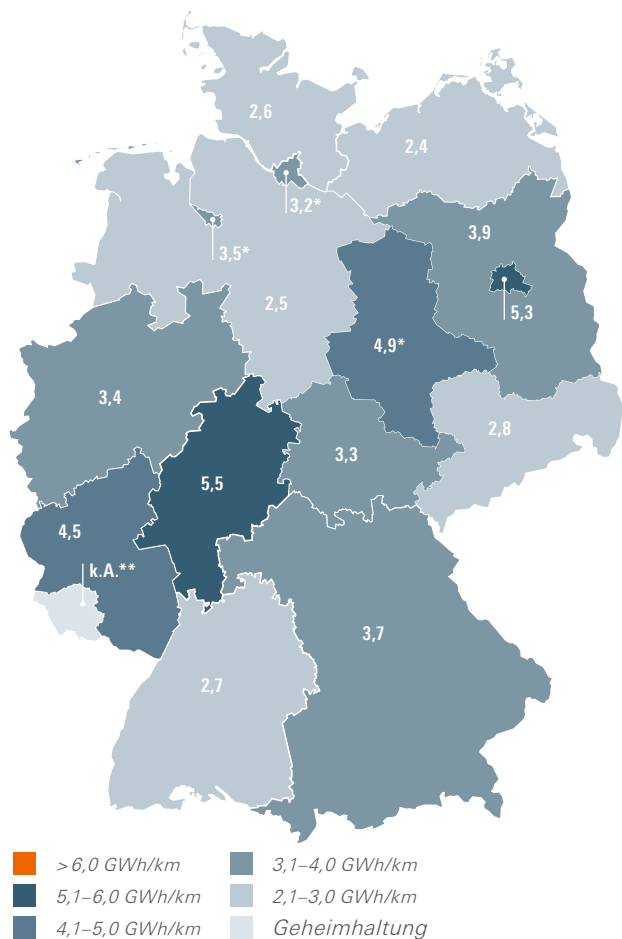 2,6
2,4
3,2*
3,9
3,5*
2,5
5,3
4,9*
3,4
2,8
3,3
5,5
4,5
k.A.**
3,7
2,7
>6,0 GWh/km
5,1–6,0 GWh/km
4,1–5,0 GWh/km
3,1–4,0 GWh/km
2,1–3,0 GWh/km
Geheimhaltung